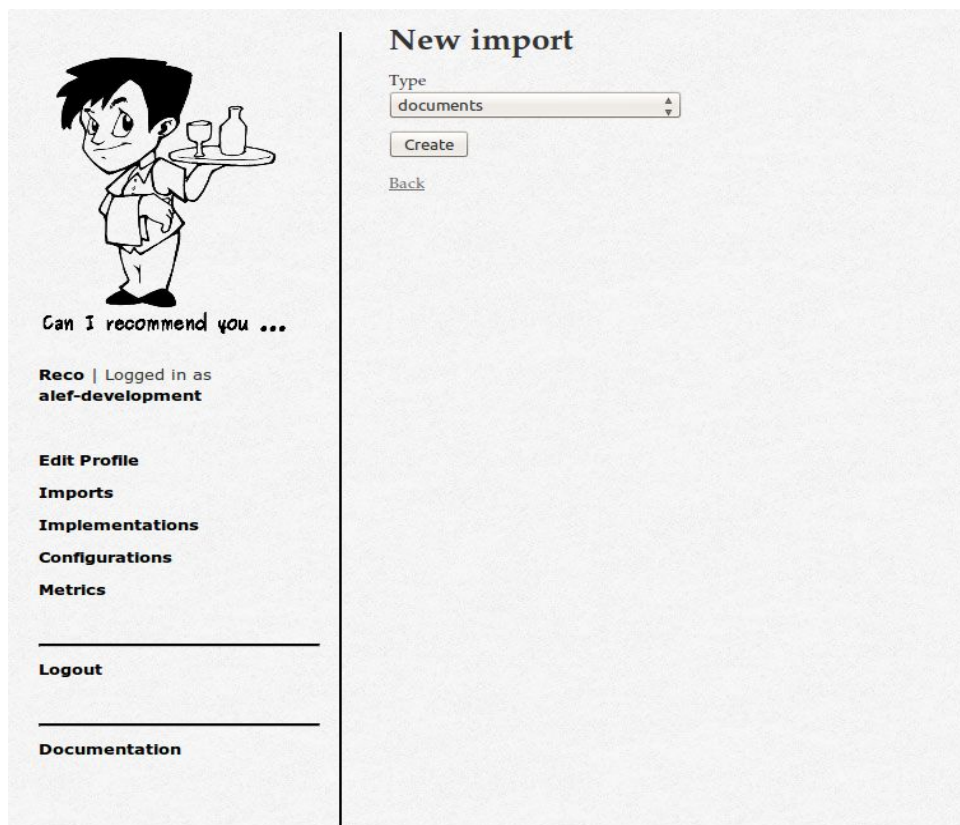 Can I recommend you ...
Reco | Logged in as
alef-development
Edit Profile
Imports
Implementations
Configurations
Metrics
Logout
Documentation
New import
Type
documents
Create
Back